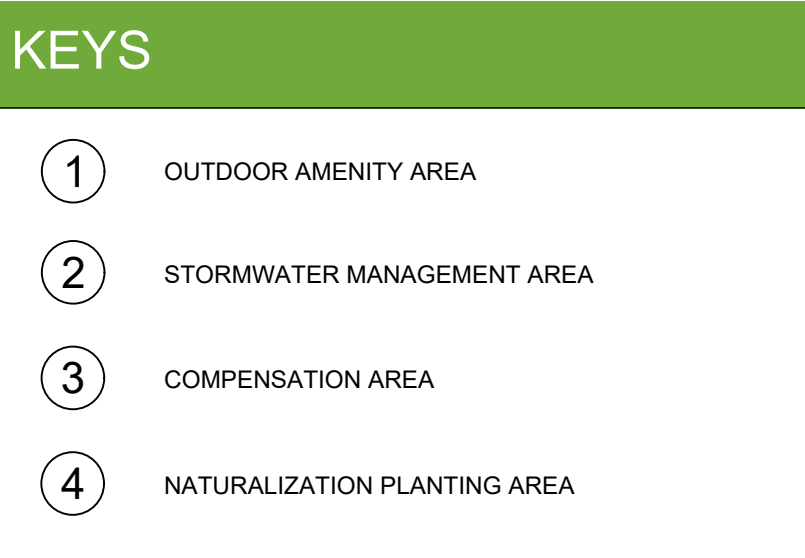 KEYS
1 OUTDOOR AMENITY AREA
2 STORMWATER MANAGEMENT AREA
3 COMPENSATION AREA
4 NATURALIZATION PLANTING AREA